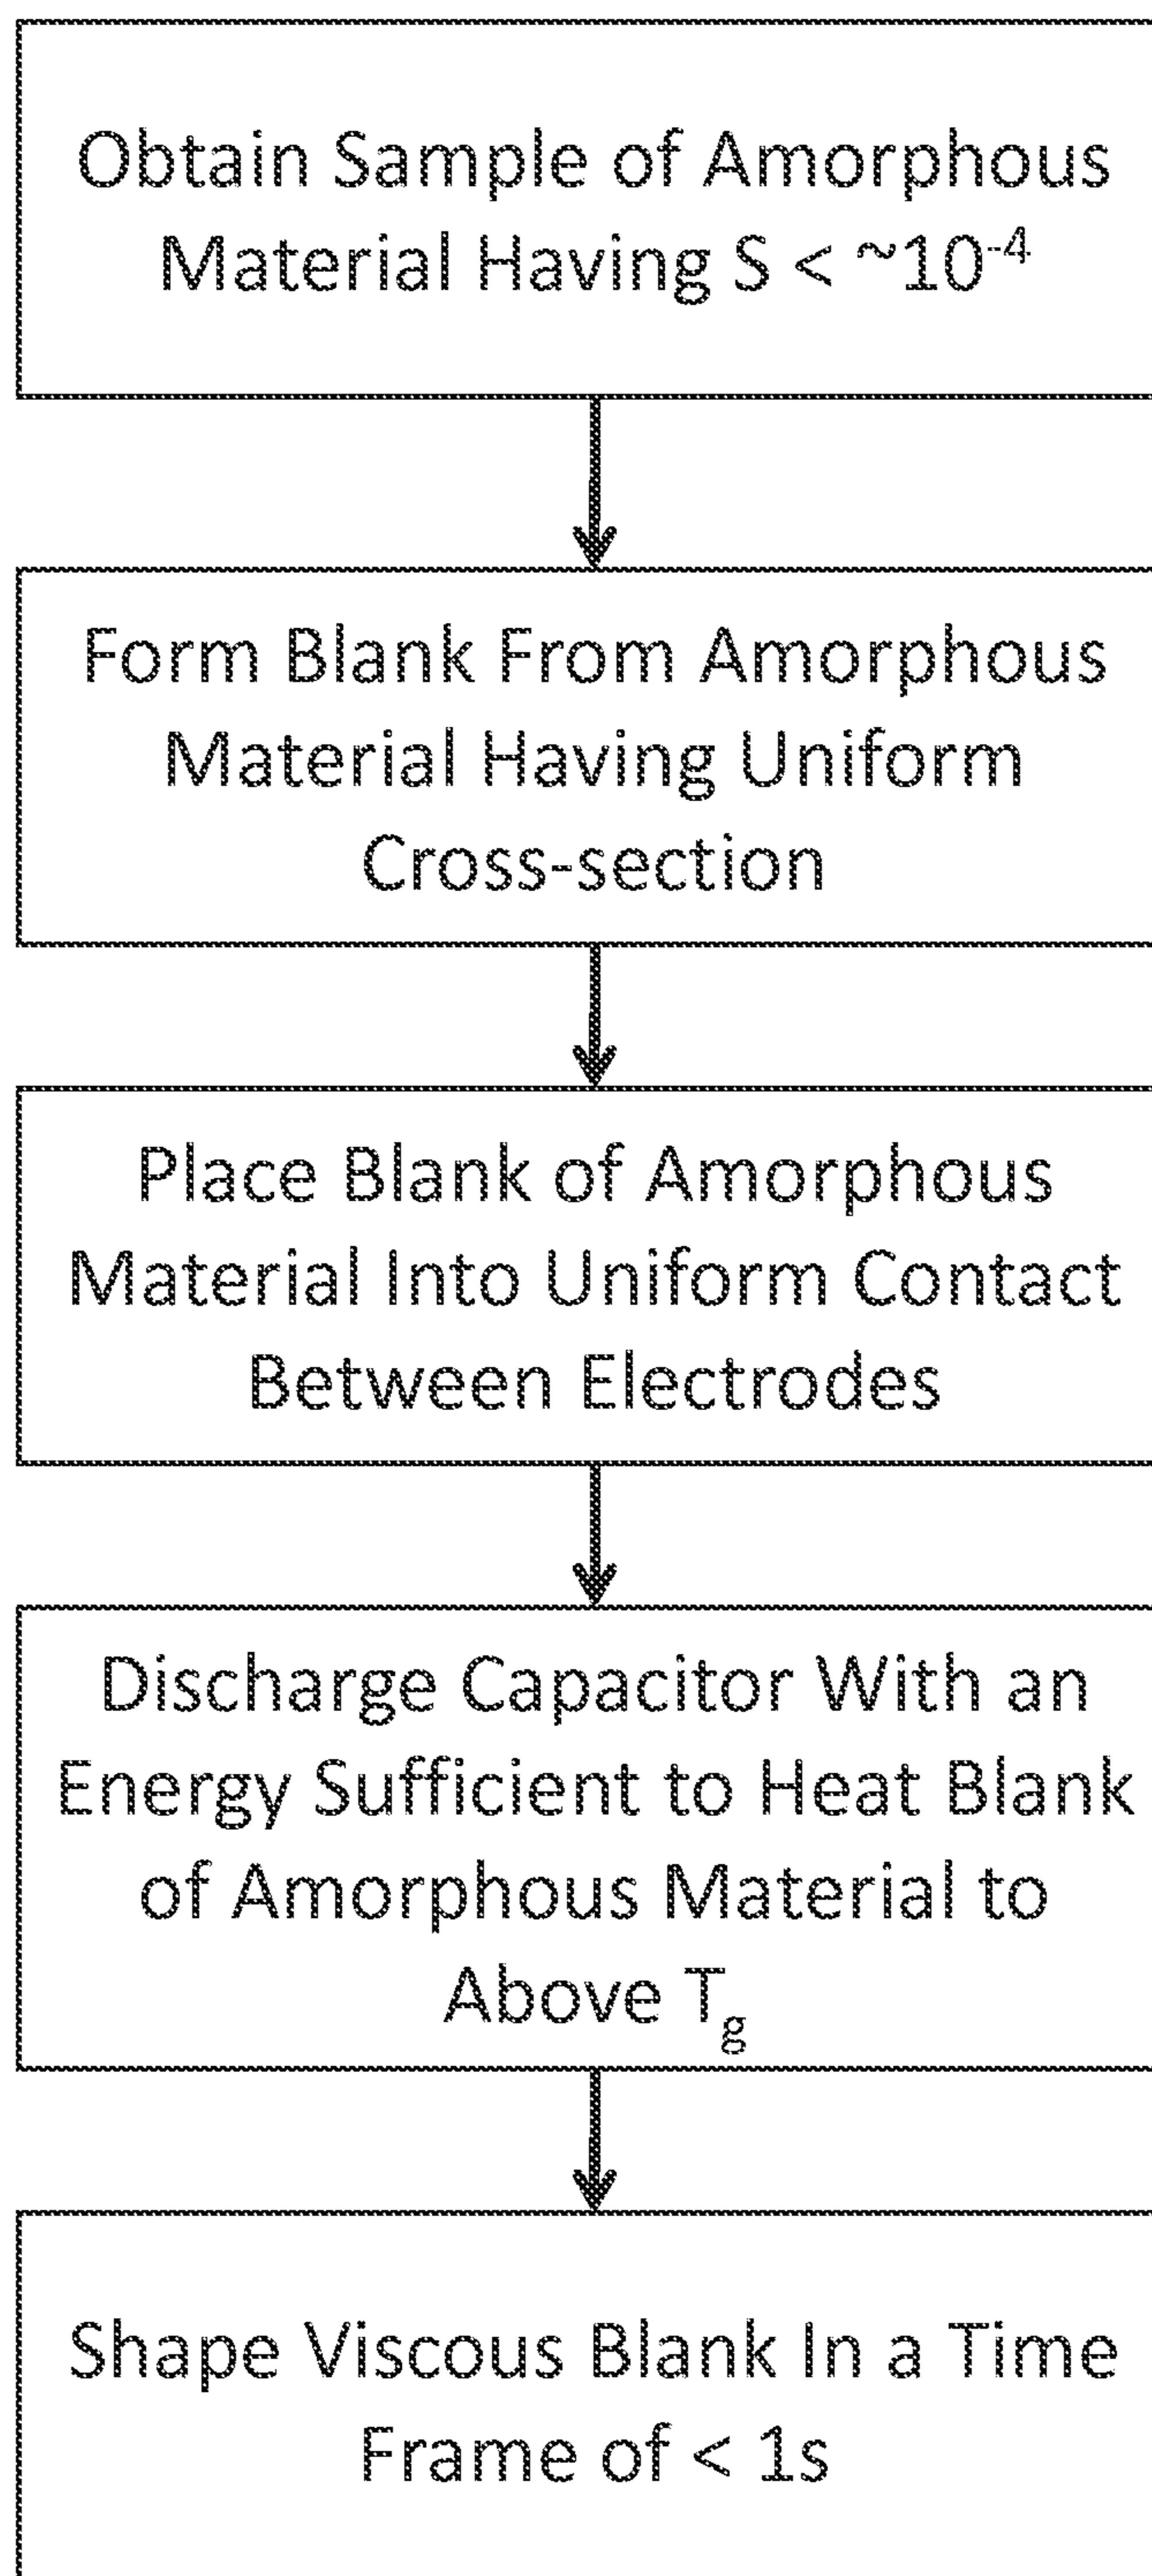 Obtain Sample of Amorphous
Material Having S < ~10⁻⁴
Form Blank From Amorphous
Material Having Uniform
Cross-section
Place Blank of Amorphous
Material Into Uniform Contact
Between Electrodes
Discharge Capacitor With an
Energy Sufficient to Heat Blank
of Amorphous Material to
Above Tg
Shape Viscous Blank In a Time
Frame of < 1s